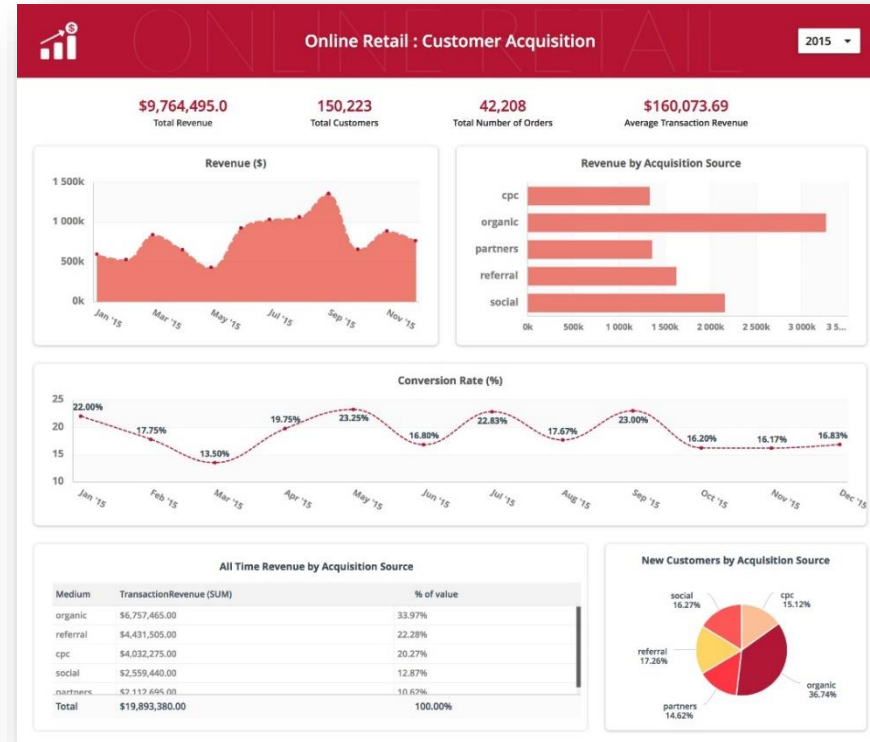 ONLINE RETAIL
Online Retail : Customer Acquisition
2015
$9,764,495.0
Total Revenue
150,223
Total Customers
42,208
Total Number of Orders
$160,073.69
Average Transaction Revenue
Revenue ($)
1 500k
1 000k
500k
0k
Jan '15
Mar '15
May '15
Jul '15
Sep '15
Nov '15
Revenue by Acquisition Source
cpc
organic
partners
referral
social
0k 500k 1 000k 1 500k 2 000k 2 500k 3 000k 3 5...
Conversion Rate (%)
25
20
15
10
22.00%
17.75%
13.50%
19.75%
23.25%
16.80%
22.83%
17.67%
23.00%
16.20%
16.17%
16.83%
Jan '15
Feb '15
Mar '15
Apr '15
May '15
Jun '15
Jul '15
Aug '15
Sep '15
Oct '15
Nov '15
Dec '15
All Time Revenue by Acquisition Source
Medium TransactionRevenue (SUM) % of value
organic $6,757,465.00 33.97%
referral $4,431,505.00 22.28%
cpc $4,032,275.00 20.27%
social $2,559,440.00 12.87%
partners $2,112,695.00 10.62%
Total $19,893,380.00 100.00%
New Customers by Acquisition Source
social
16.27%
cpc
15.12%
referral
17.26%
organic
36.74%
partners
14.62%